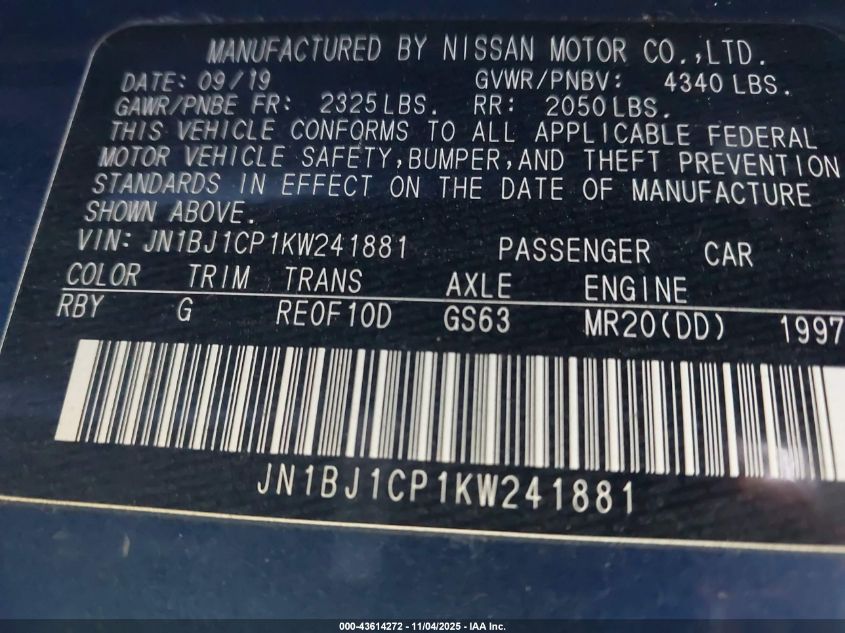 MANUFACTURED BY NISSAN MOTOR CO.,LTD.
DATE: 09/19 GVWR/PNBV: 4340 LBS.
GAWR/PNBE FR: 2325 LBS. RR: 2050 LBS.
THIS VEHICLE CONFORMS TO ALL APPLICABLE FEDERAL
MOTOR VEHICLE SAFETY,BUMPER,AND THEFT PREVENTION
STANDARDS IN EFFECT ON THE DATE OF MANUFACTURE
SHOWN ABOVE.
VIN: JN1BJ1CP1KW241881 PASSENGER CAR
COLOR TRIM TRANS AXLE ENGINE
RBY G RE0F10D GS63 MR20(DD) 1997
JN1BJ1CP1KW241881
000-43614272 - 11/04/2025 - IAA Inc.